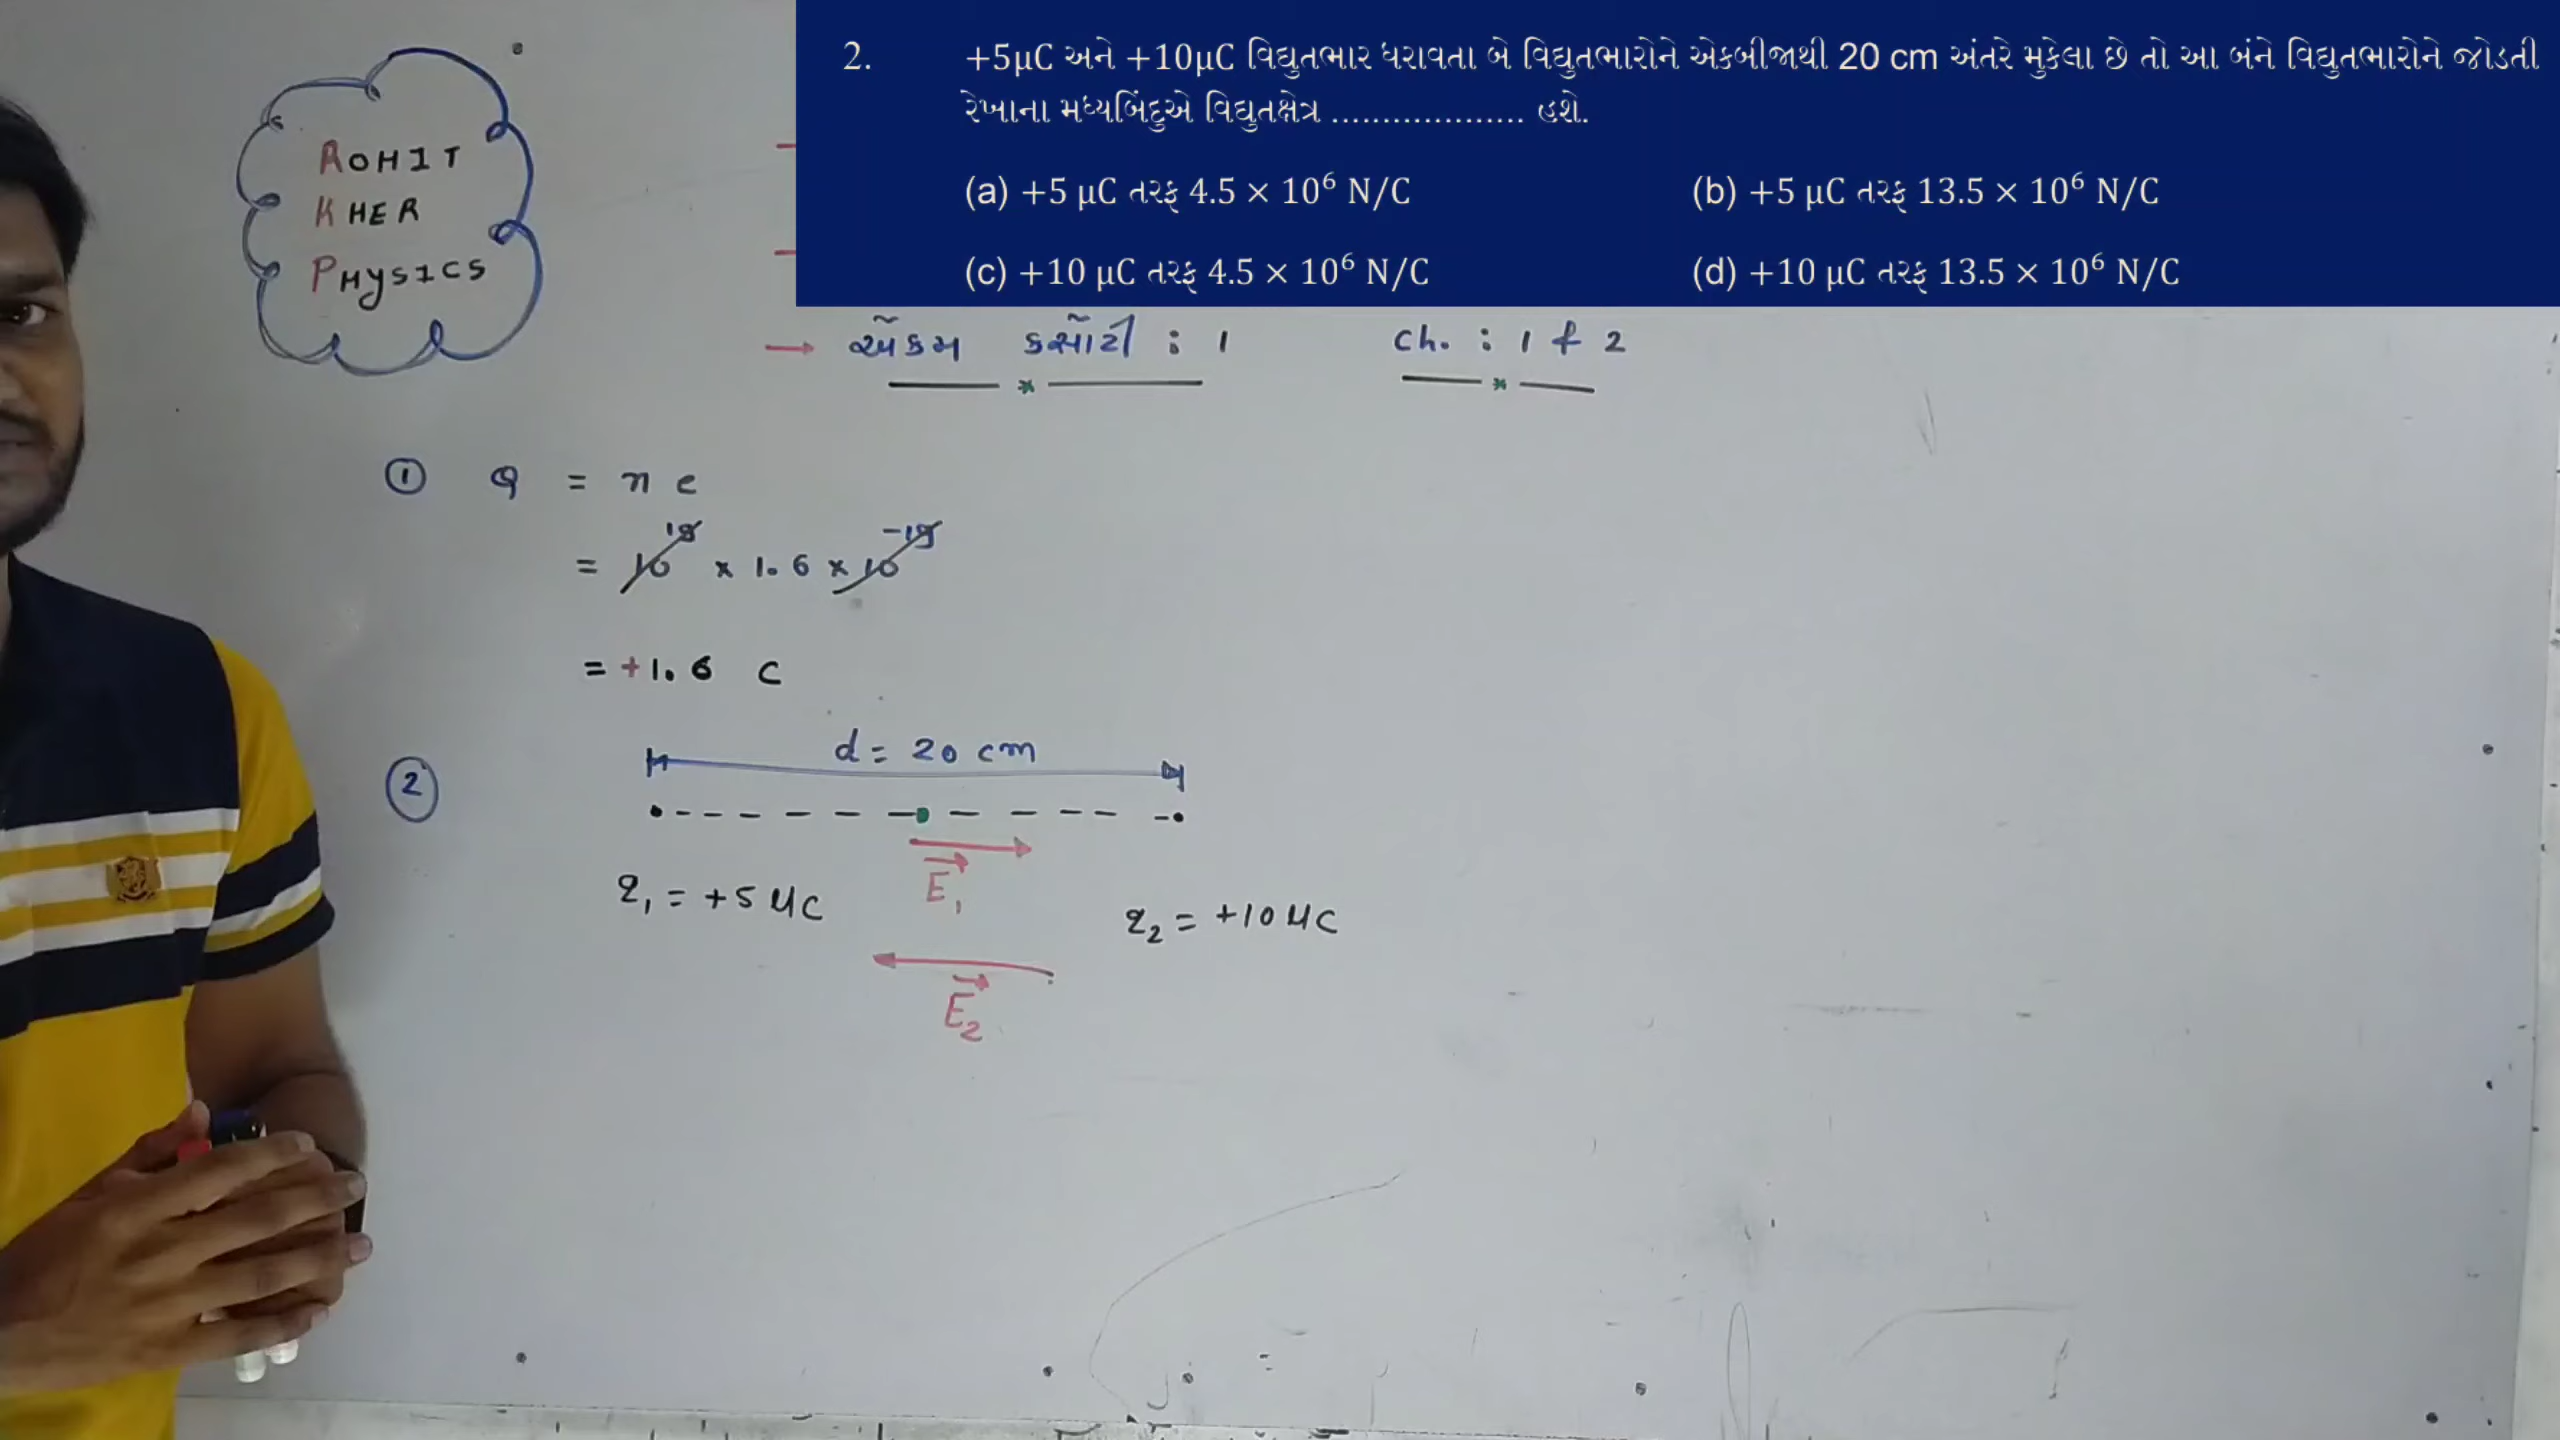 ROHIT
KHER
PHYSICS
2. +5μC અને +10μC વિદ્યુતભાર ધરાવતા બે વિદ્યુતભારોને એકબીજાથી 20 cm અંતરે મુકેલા છે તો આ બંને વિદ્યુતભારોને જોડતી
રેખાના મધ્યબિંદુએ વિદ્યુતક્ષેત્ર ................... હશે.
(a) +5 μC તરફ 4.5 × 10⁶ N/C (b) +5 μC તરફ 13.5 × 10⁶ N/C
(c) +10 μC તરફ 4.5 × 10⁶ N/C (d) +10 μC તરફ 13.5 × 10⁶ N/C
→ એકમ કસોટી : 1 Ch. : 1 & 2
① Q = n e
= 10¹⁹ × 1.6 × 10⁻¹⁹
= +1.6 C
② d = 20 cm
E₁
q₁ = +5 μC
q₂ = +10 μC
E₂